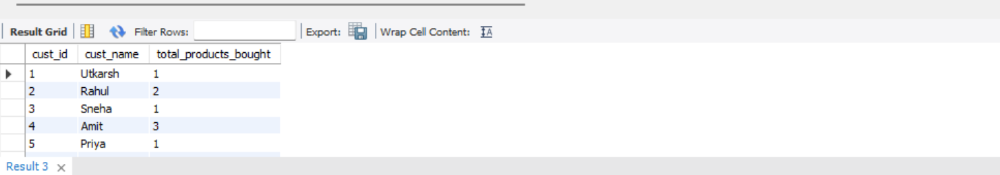 Result Grid Filter Rows: Export: Wrap Cell Content: IA
cust_id cust_name total_products_bought
1 Utkarsh 1
2 Rahul 2
3 Sneha 1
4 Amit 3
5 Priya 1
Result 3 ×